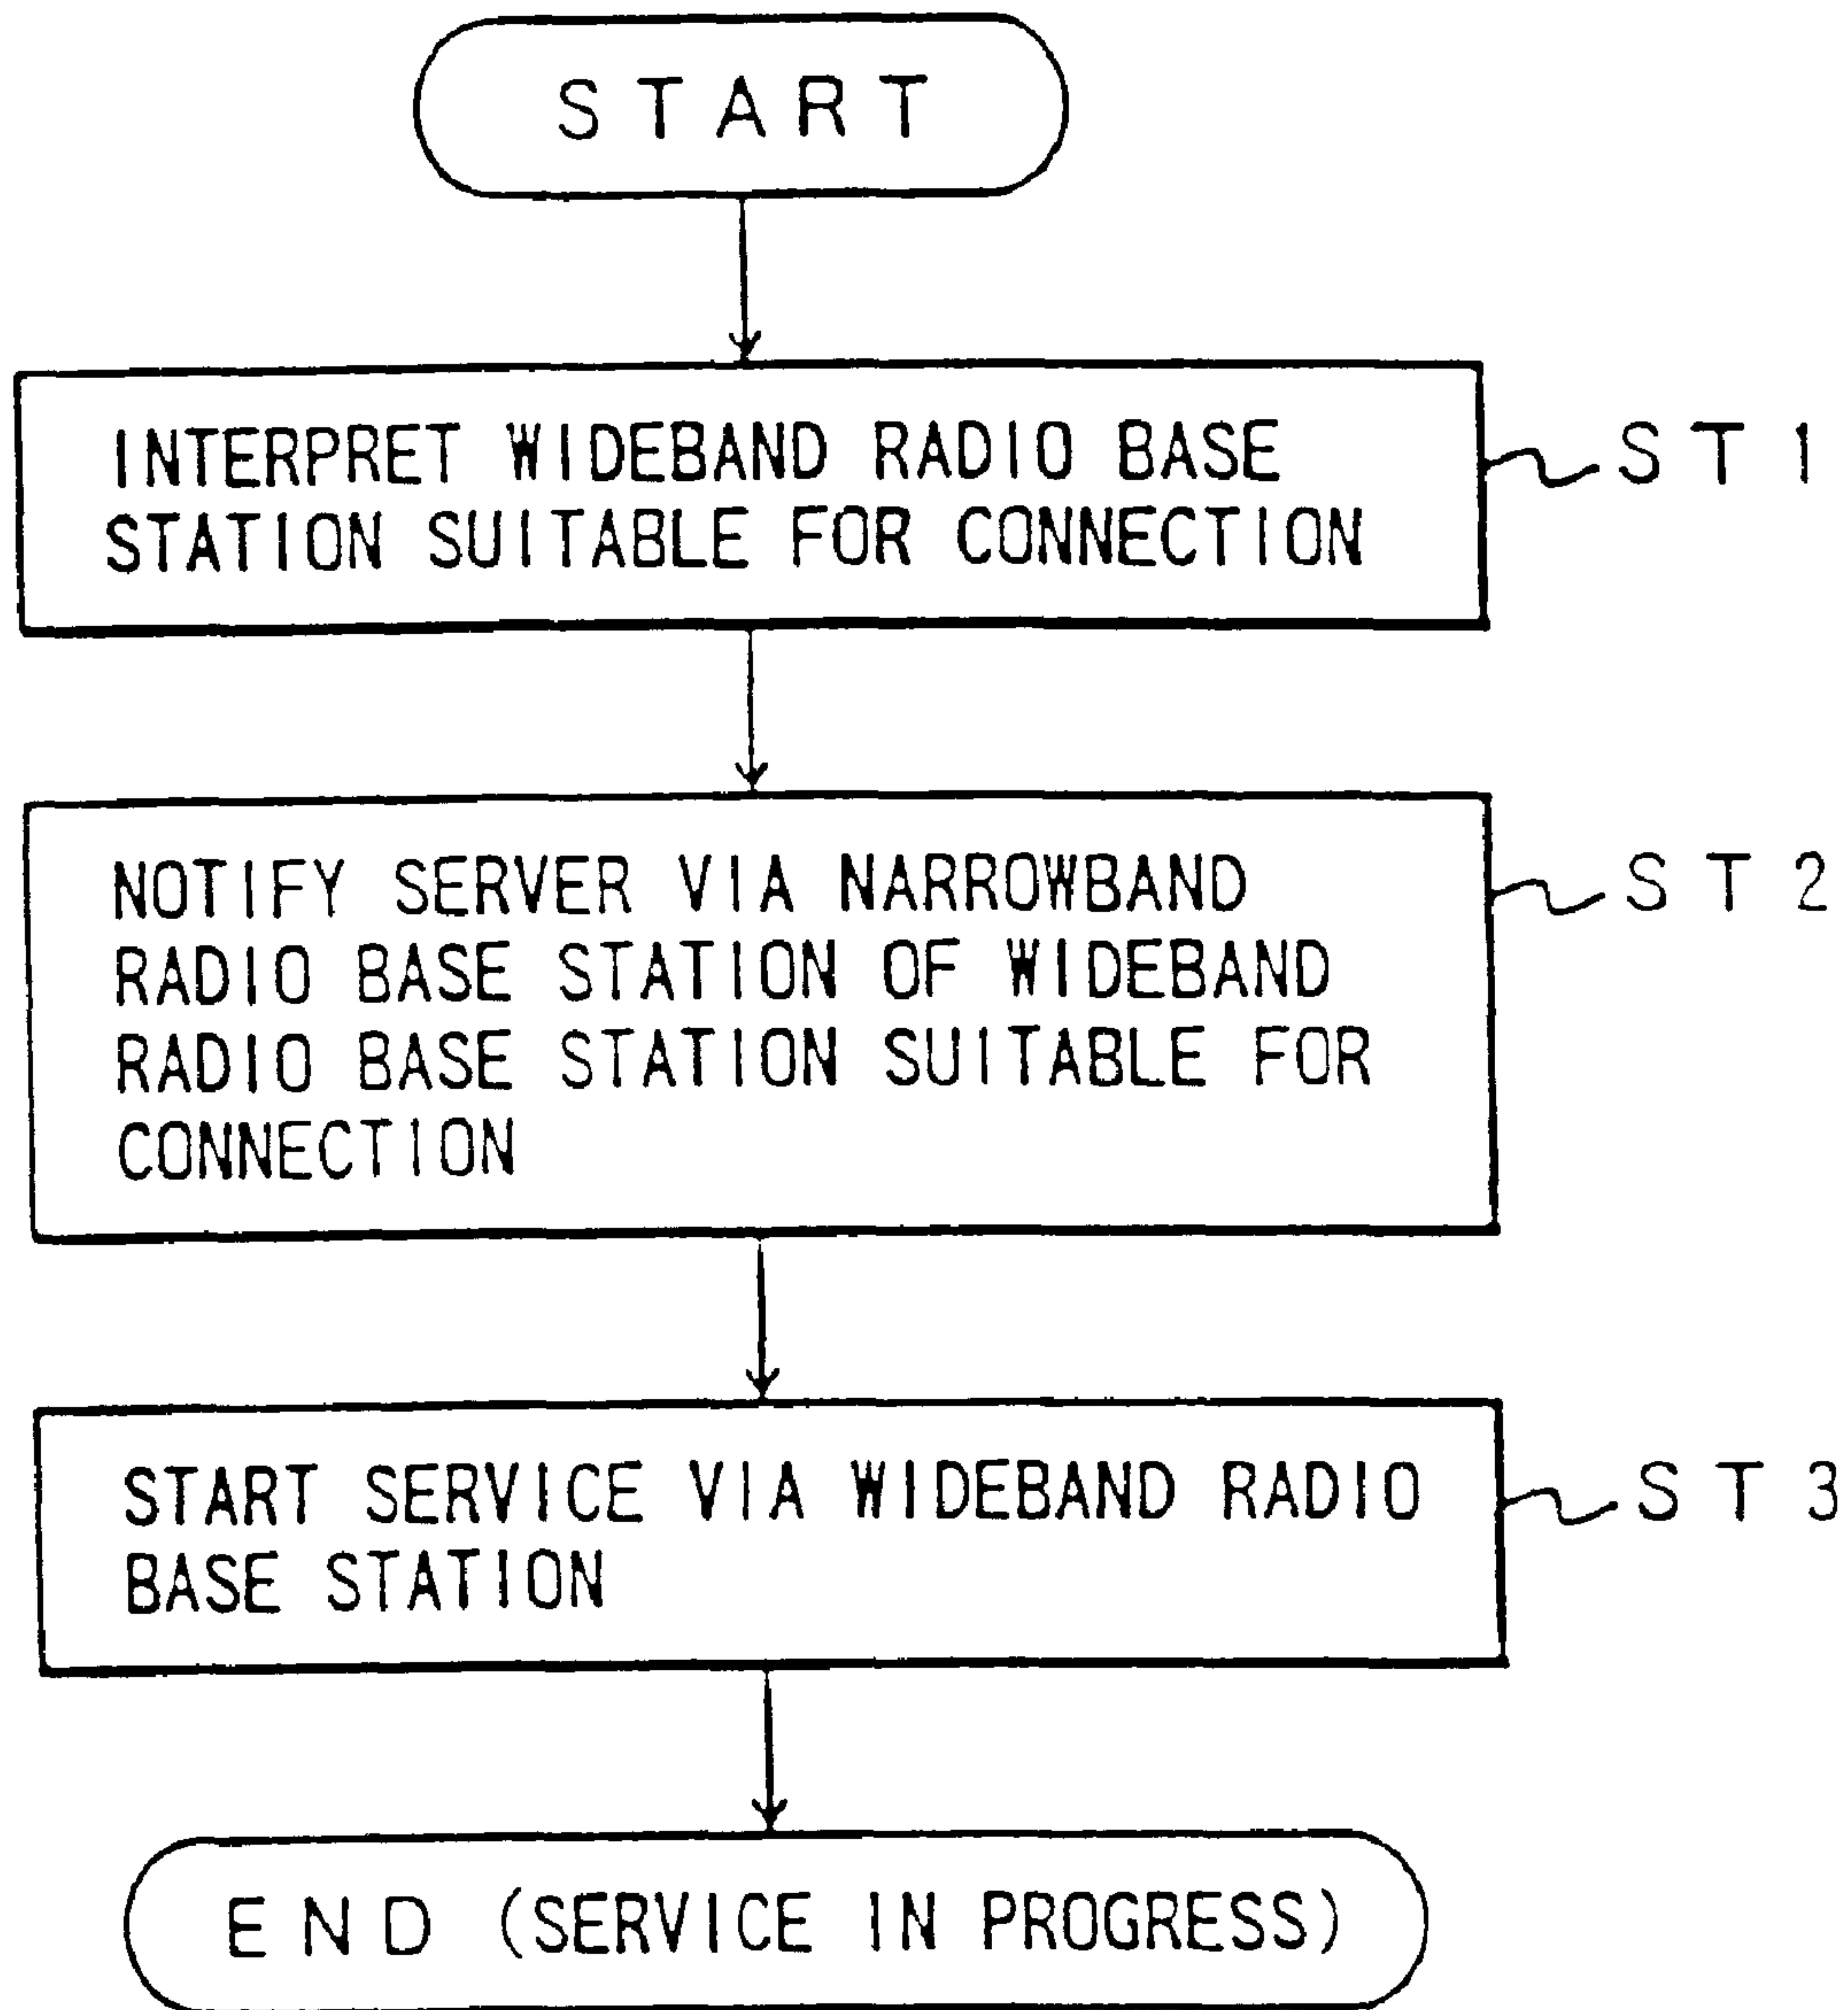 START
INTERPRET WIDEBAND RADIO BASE
STATION SUITABLE FOR CONNECTION
ST1
NOTIFY SERVER VIA NARROWBAND
RADIO BASE STATION OF WIDEBAND
RADIO BASE STATION SUITABLE FOR
CONNECTION
ST2
START SERVICE VIA WIDEBAND RADIO
BASE STATION
ST3
END (SERVICE IN PROGRESS)